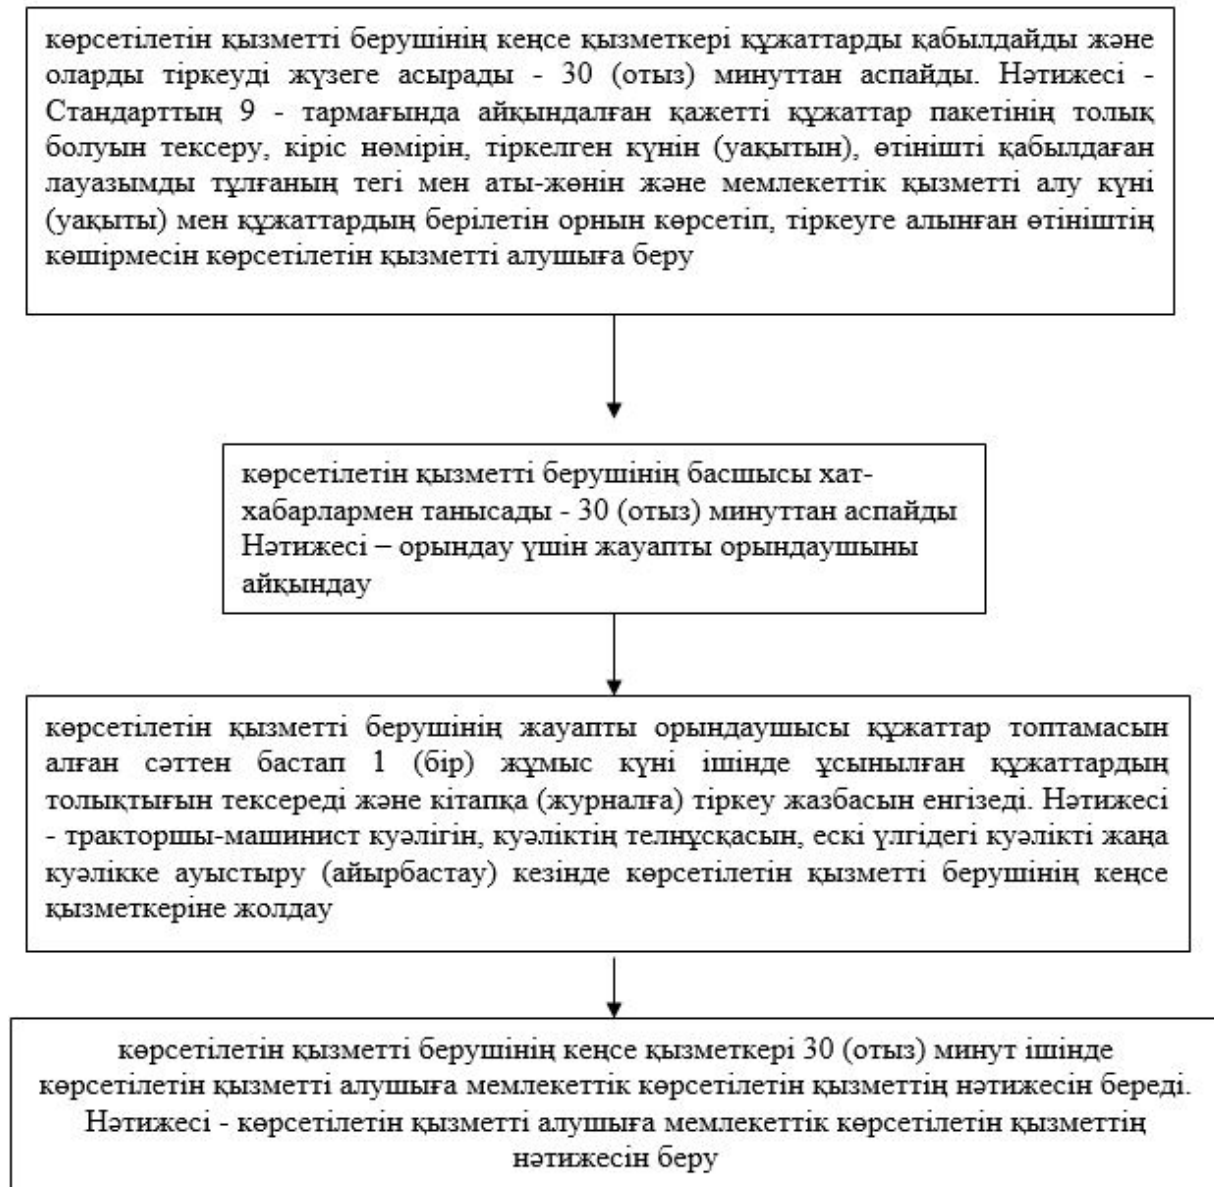 көрсетілетін қызметті берушінің кеңсе қызметкері құжаттарды қабылдайды және
оларды тіркеуді жүзеге асырады - 30 (отыз) минуттан аспайды. Нәтижесі -
Стандарттың 9 - тармағында айқындалған қажетті құжаттар пакетінің толық
болуын тексеру, кіріс нөмірін, тіркелген күнін (уақытын), өтінішті қабылдаған
лауазымды тұлғаның тегі мен аты-жөнін және мемлекеттік қызметті алу күні
(уақыты) мен құжаттардың берілетін орнын көрсетіп, тіркеуге алынған өтініштің
көшірмесін көрсетілетін қызметті алушыға беру
көрсетілетін қызметті берушінің басшысы хат-
хабарлармен танысады - 30 (отыз) минуттан аспайды
Нәтижесі – орындау үшін жауапты орындаушыны
айқындау
көрсетілетін қызметті берушінің жауапты орындаушысы құжаттар топтамасын
алған сәттен бастап 1 (бір) жұмыс күні ішінде ұсынылған құжаттардың
толықтығын тексереді және кітапқа (журналға) тіркеу жазбасын енгізеді. Нәтижесі
- тракторшы-машинист куәлігін, куәліктің телнұсқасын, ескі үлгідегі куәлікті жаңа
куәлікке ауыстыру (айырбастау) кезінде көрсетілетін қызметті берушінің кеңсе
қызметкеріне жолдау
көрсетілетін қызметті берушінің кеңсе қызметкері 30 (отыз) минут ішінде
көрсетілетін қызметті алушыға мемлекеттік көрсетілетін қызметтің нәтижесін береді.
Нәтижесі - көрсетілетін қызметті алушыға мемлекеттік көрсетілетін қызметтің
нәтижесін беру